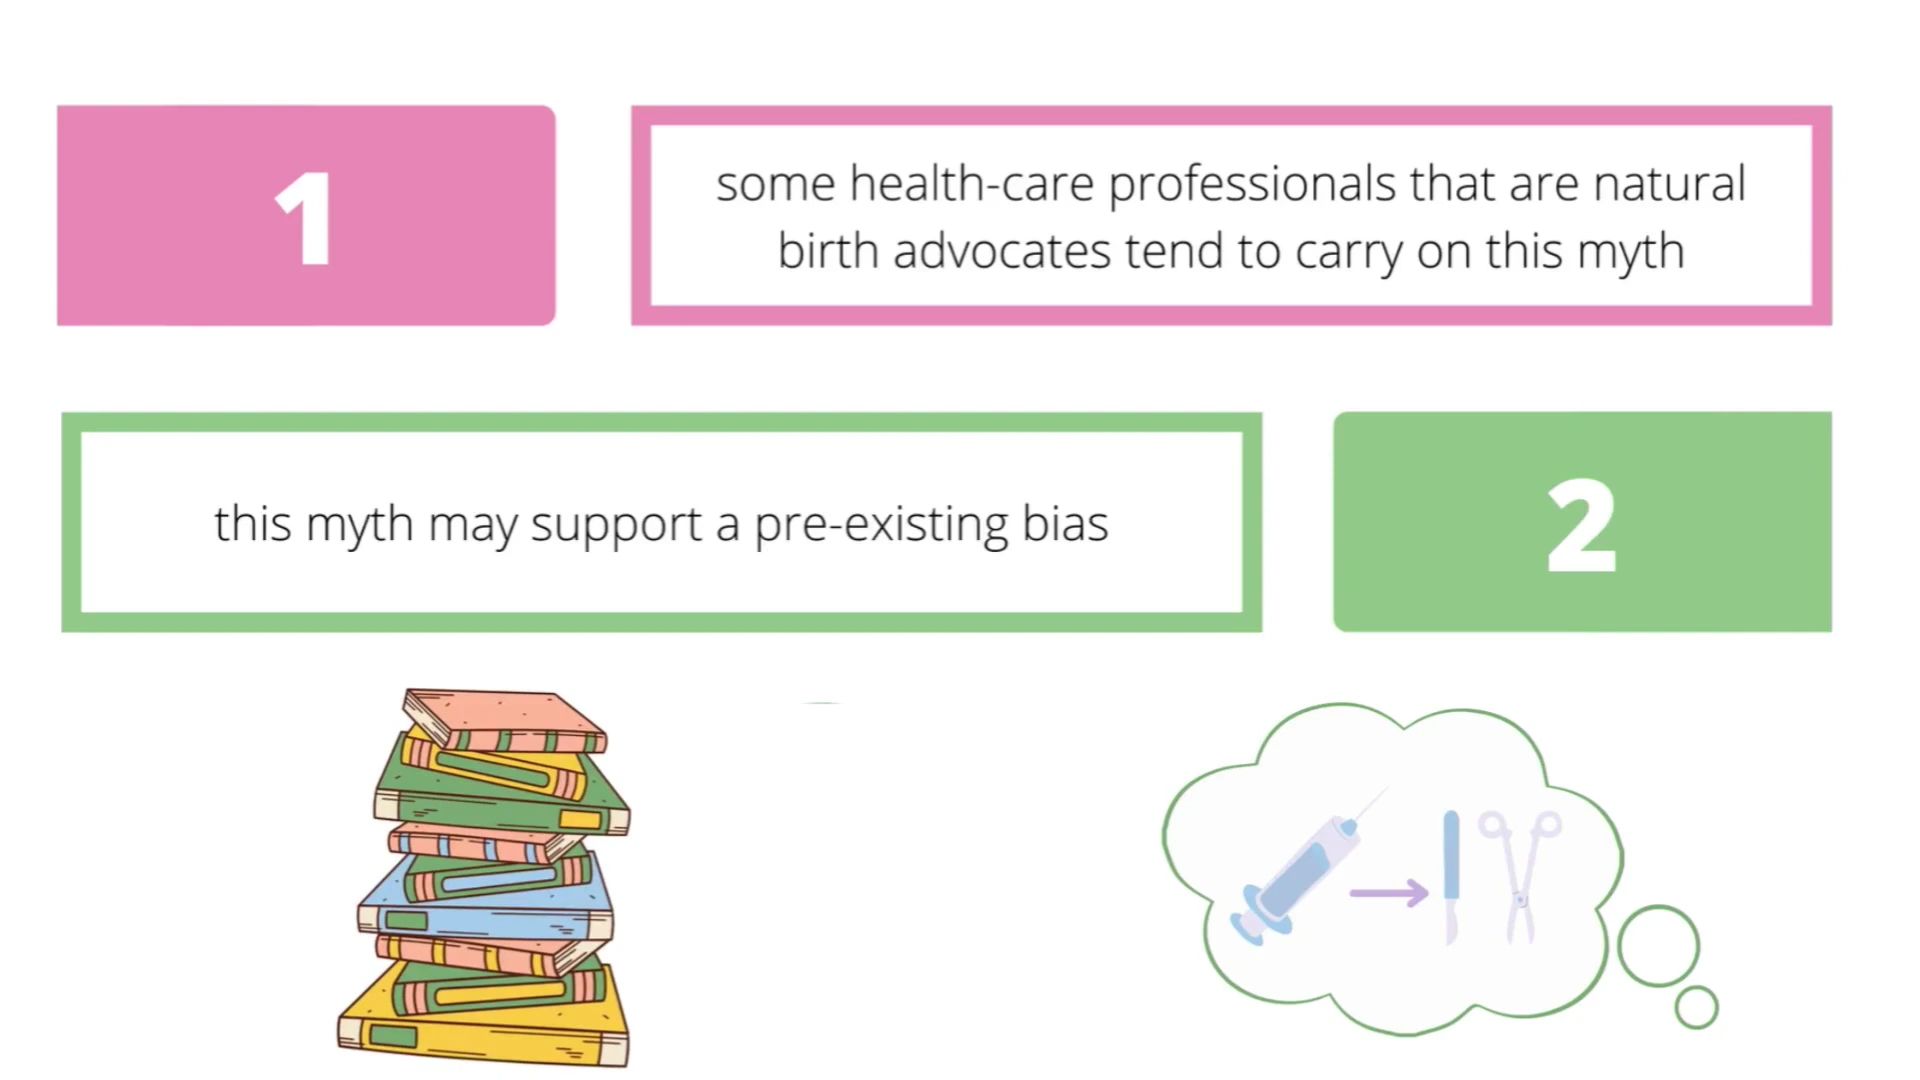 1
some health-care professionals that are natural
birth advocates tend to carry on this myth
this myth may support a pre-existing bias
2